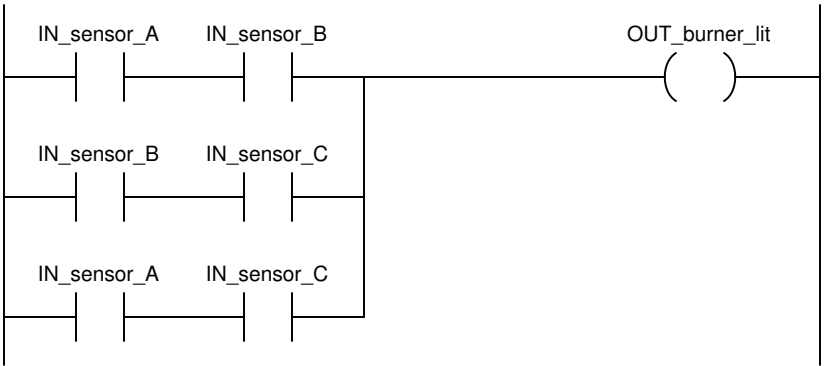 IN_sensor_A IN_sensor_B OUT_burner_lit
IN_sensor_B IN_sensor_C
IN_sensor_A IN_sensor_C